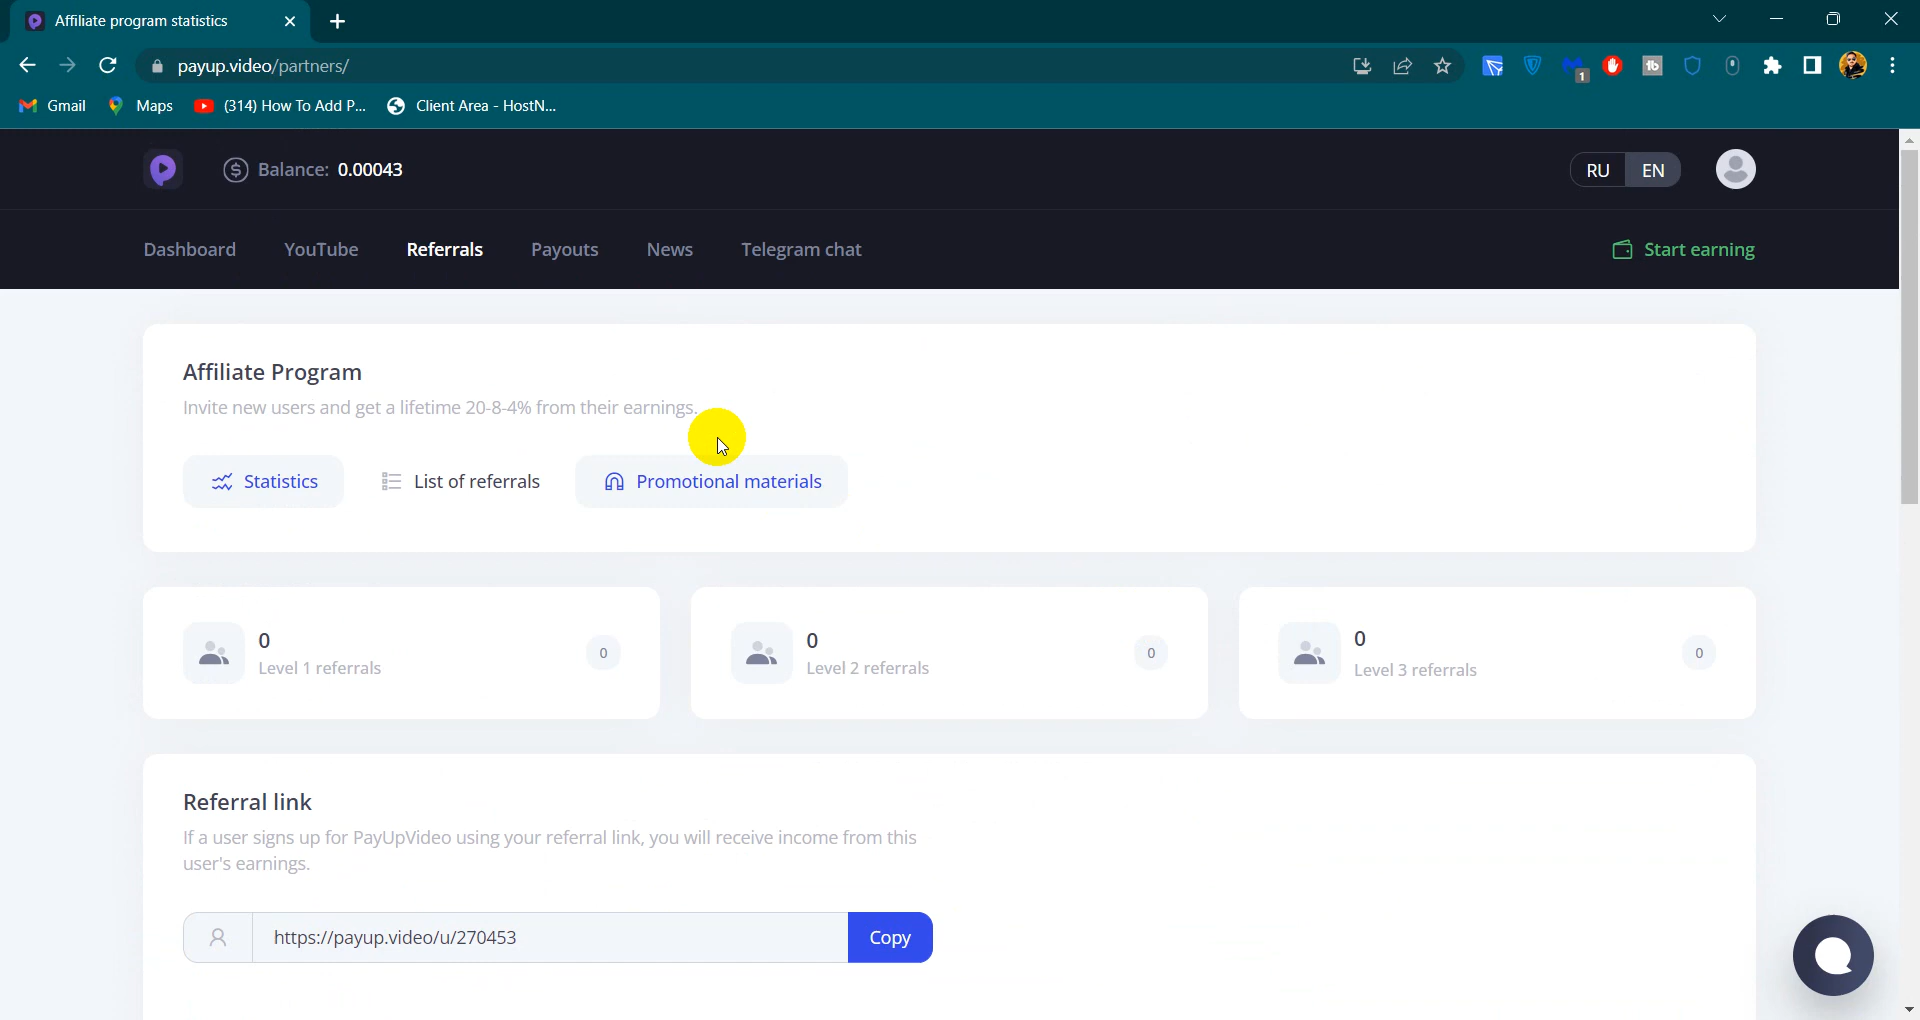 Affiliate program statistics
payup.video/partners/
1
Gmail
Maps
(314) How To Add P...
Client Area - HostN...
Balance: 0.00043
RU
EN
Dashboard
YouTube
Referrals
Payouts
News
Telegram chat
Start earning
Affiliate Program
Invite new users and get a lifetime 20-8-4% from their earnings.
Statistics
List of referrals
Promotional materials
0
Level 1 referrals
0
0
Level 2 referrals
0
0
Level 3 referrals
0
Referral link
If a user signs up for PayUpVideo using your referral link, you will receive income from this
user's earnings.
https://payup.video/u/270453
Copy